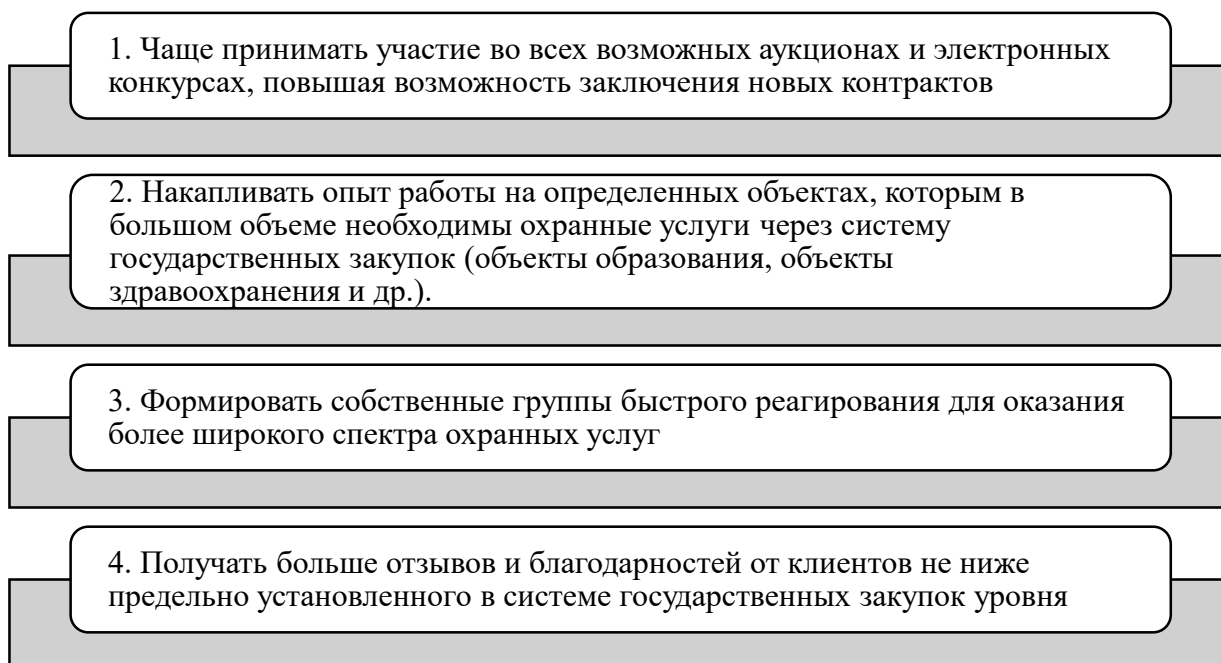 1. Чаще принимать участие во всех возможных аукционах и электронных
конкурсах, повышая возможность заключения новых контрактов
2. Накапливать опыт работы на определенных объектах, которым в
большом объеме необходимы охранные услуги через систему
государственных закупок (объекты образования, объекты
здравоохранения и др.).
3. Формировать собственные группы быстрого реагирования для оказания
более широкого спектра охранных услуг
4. Получать больше отзывов и благодарностей от клиентов не ниже
предельно установленного в системе государственных закупок уровня